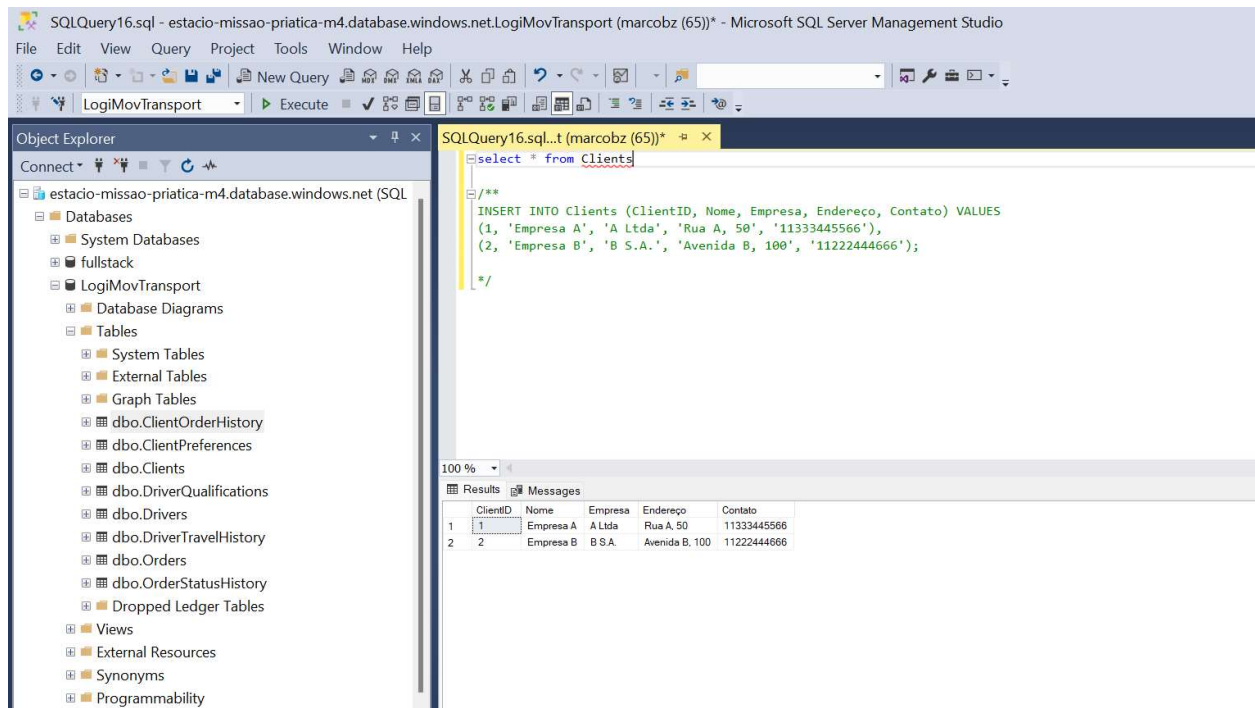 SQLQuery16.sql - estacio-missao-priatica-m4.database.windows.net.LogiMovTransport (marcobz (65))* - Microsoft SQL Server Management Studio
File Edit View Query Project Tools Window Help
New Query MDX DMX XMLA DAX
LogiMovTransport Execute
Object Explorer
Connect
estacio-missao-priatica-m4.database.windows.net (SQL
Databases
System Databases
fullstack
LogiMovTransport
Database Diagrams
Tables
System Tables
External Tables
Graph Tables
dbo.ClientOrderHistory
dbo.ClientPreferences
dbo.Clients
dbo.DriverQualifications
dbo.Drivers
dbo.DriverTravelHistory
dbo.Orders
dbo.OrderStatusHistory
Dropped Ledger Tables
Views
External Resources
Synonyms
Programmability
SQLQuery16.sql...t (marcobz (65))*
select * from Clients
/**
INSERT INTO Clients (ClientID, Nome, Empresa, Endereço, Contato) VALUES
(1, 'Empresa A', 'A Ltda', 'Rua A, 50', '11333445566'),
(2, 'Empresa B', 'B S.A.', 'Avenida B, 100', '11222444666');
*/
100 %
Results Messages
ClientID Nome Empresa Endereço Contato
1 1 Empresa A A Ltda Rua A, 50 11333445566
2 2 Empresa B B S.A. Avenida B, 100 11222444666